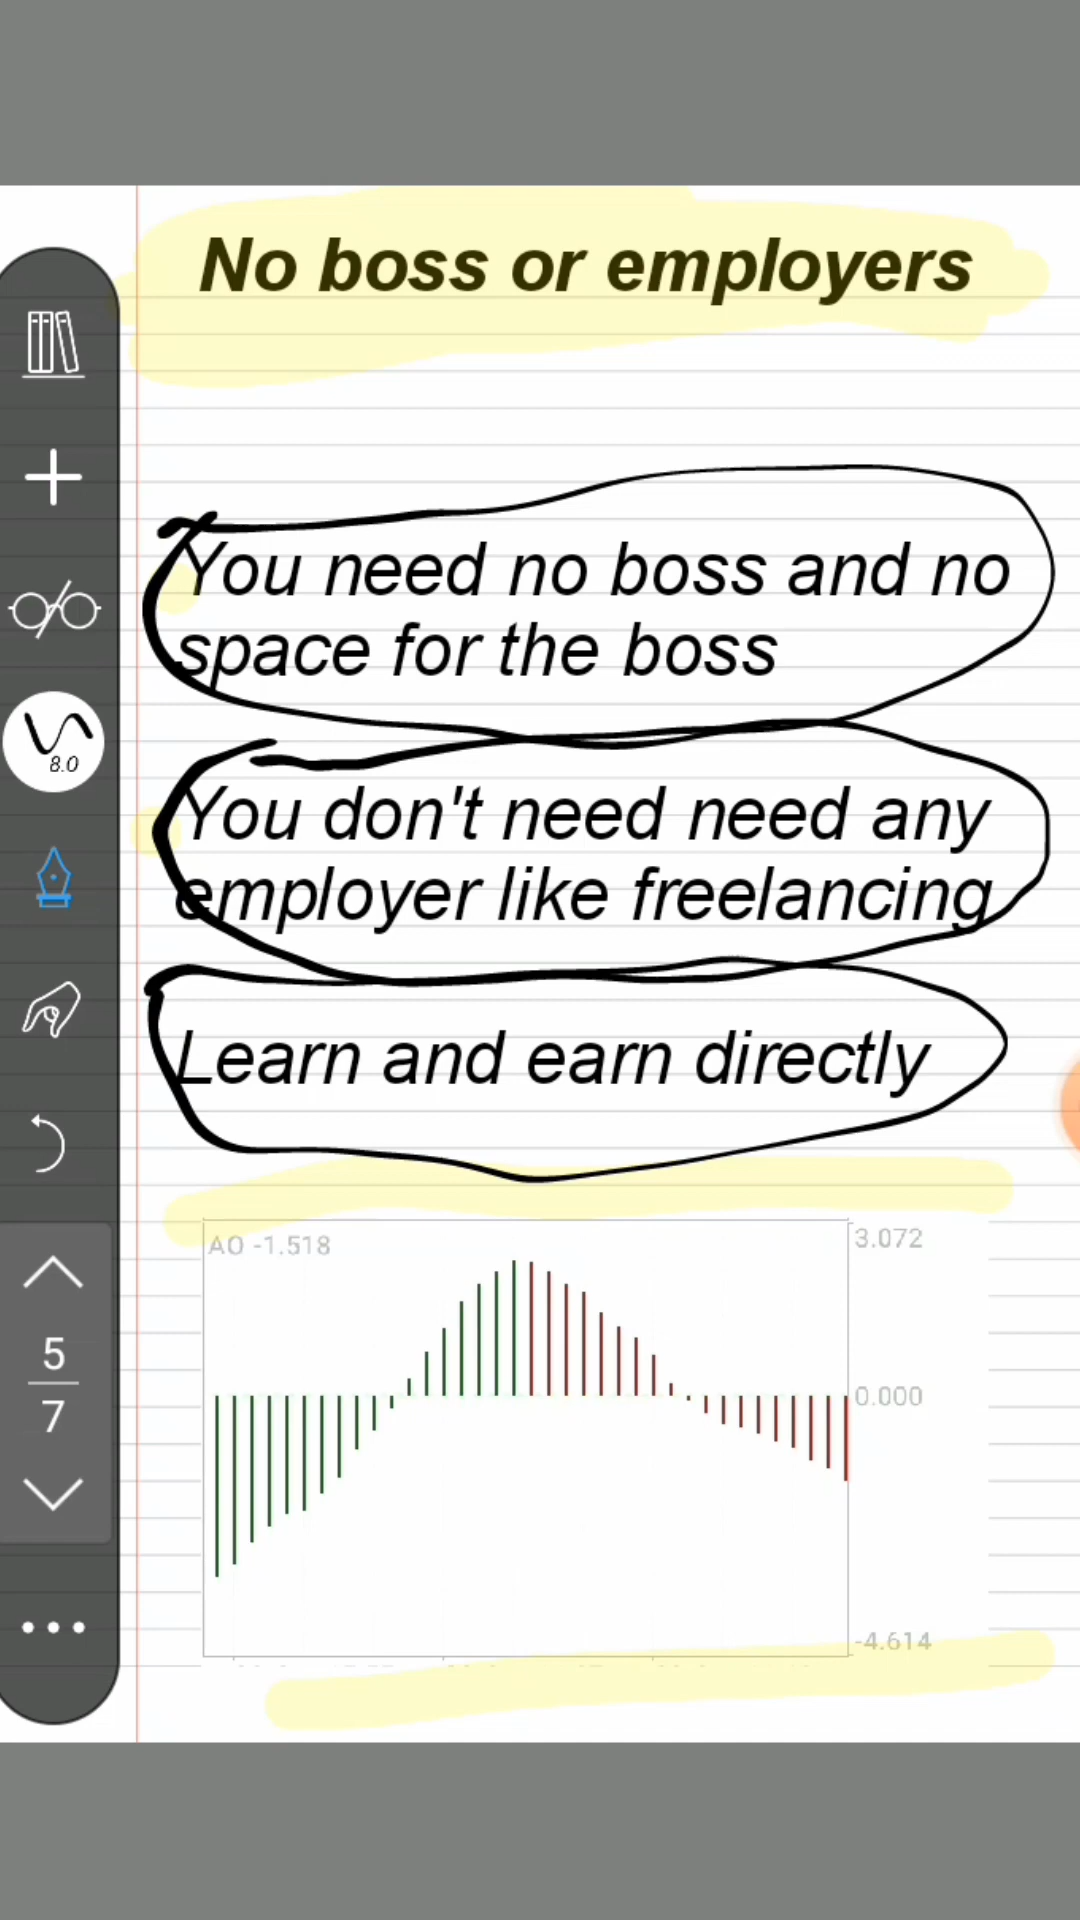 No boss or employers
You need no boss and no
space for the boss
8.0
You don't need need any
employer like freelancing
Learn and earn directly
AO -1.518
3.072
5
7
0.000
-4.614